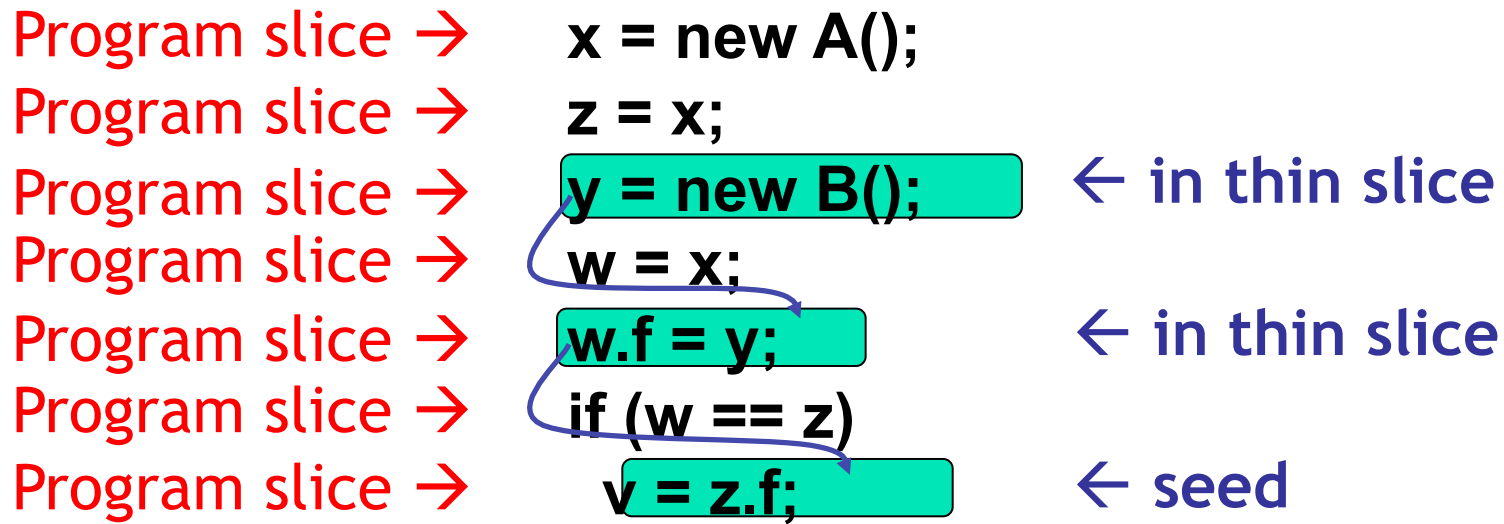 Program slice → x = new A();
Program slice → z = x;
Program slice → y = new B(); ← in thin slice
Program slice → w = x;
Program slice → w.f = y; ← in thin slice
Program slice → if (w == z)
Program slice → v = z.f; ← seed